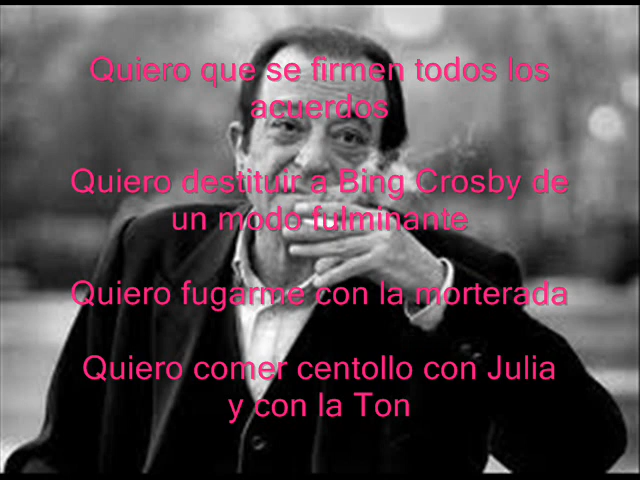 Quiero que se firmen todos los
acuerdos
Quiero destituir a Bing Crosby de
un modo fulminante
Quiero fugarme con la morterada
Quiero comer centollo con Julia
y con la Ton